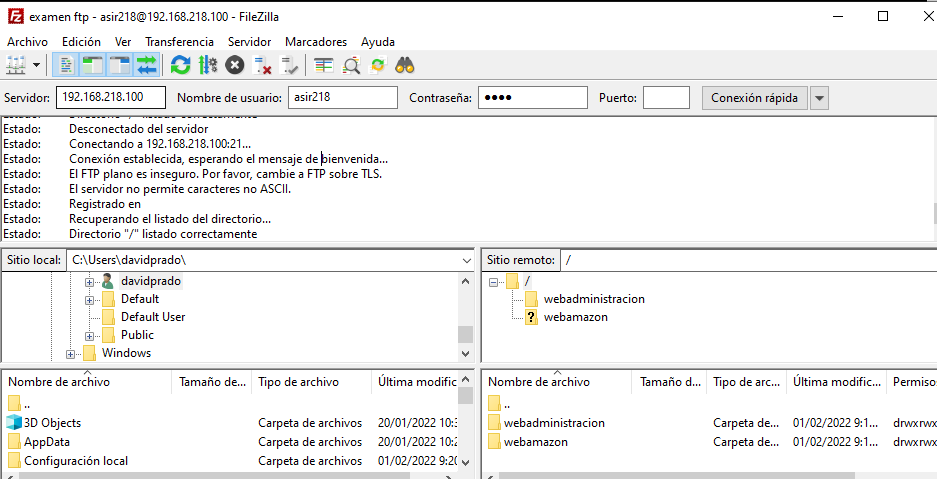 examen ftp - asir218@192.168.218.100 - FileZilla
Archivo Edición Ver Transferencia Servidor Marcadores Ayuda
Servidor: 192.168.218.100 Nombre de usuario: asir218 Contraseña: ●●●● Puerto: Conexión rápida
Estado: Directorio "/" listado correctamente
Estado: Desconectado del servidor
Estado: Conectando a 192.168.218.100:21...
Estado: Conexión establecida, esperando el mensaje de bienvenida...
Estado: El FTP plano es inseguro. Por favor, cambie a FTP sobre TLS.
Estado: El servidor no permite caracteres no ASCII.
Estado: Registrado en
Estado: Recuperando el listado del directorio...
Estado: Directorio "/" listado correctamente
Sitio local: C:\Users\davidprado\
davidprado
Default
Default User
Public
Windows
Sitio remoto: /
/
webadministracion
webamazon
Nombre de archivo Tamaño de... Tipo de archivo Última modific
..
3D Objects Carpeta de archivos 20/01/2022 10:3
AppData Carpeta de archivos 20/01/2022 10:2
Configuración local Carpeta de archivos 01/02/2022 9:20
Nombre de archivo Tamaño d... Tipo de arc... Última modific... Permiso
..
webadministracion Carpeta de... 01/02/2022 9:1... drwxrwx
webamazon Carpeta de... 01/02/2022 9:1... drwxrwx